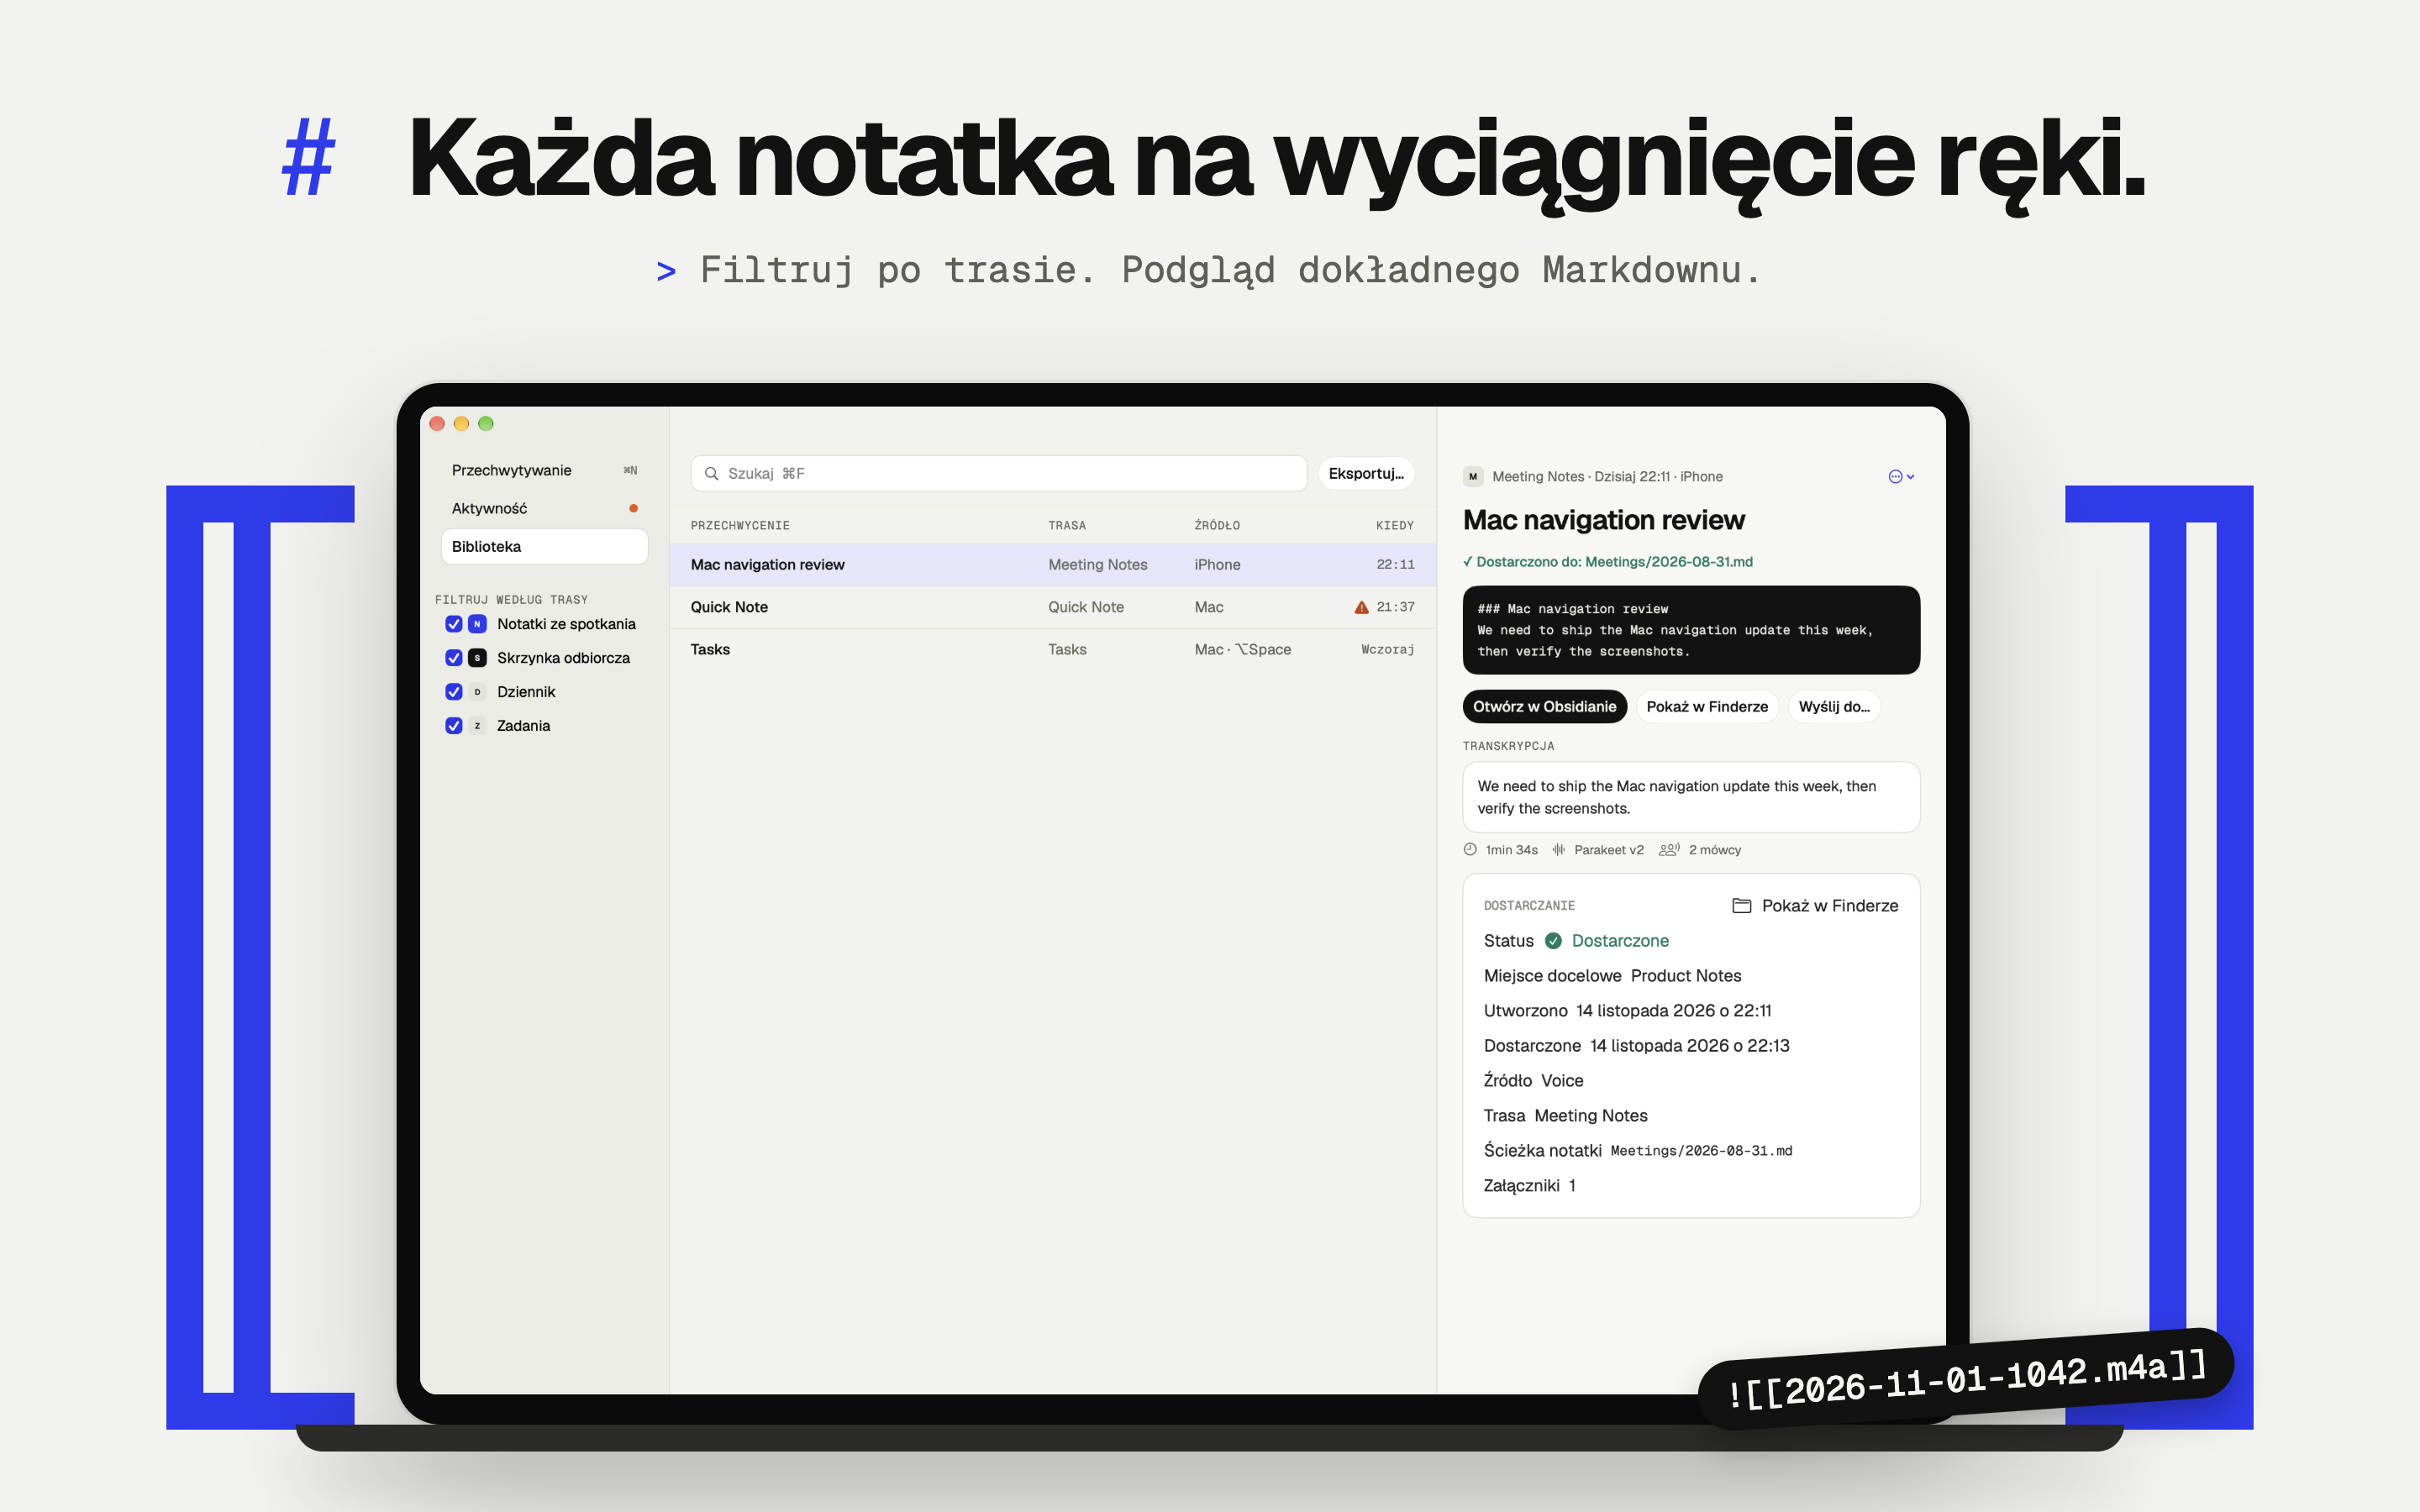 # Każda notatka na wyciągnięcie ręki.
> Filtruj po trasie. Podgląd dokładnego Markdownu.
Przechwytywanie ⌘N
Aktywność
Biblioteka
FILTRUJ WEDŁUG TRASY
N Notatki ze spotkania
S Skrzynka odbiorcza
D Dziennik
Z Zadania
Szukaj ⌘F
Eksportuj...
PRZECHWYCENIE TRASA ŹRÓDŁO KIEDY
Mac navigation review Meeting Notes iPhone 22:11
Quick Note Quick Note Mac 21:37
Tasks Tasks Mac · ⌥Space Wczoraj
M Meeting Notes · Dzisiaj 22:11 · iPhone
Mac navigation review
✓ Dostarczono do: Meetings/2026-08-31.md
### Mac navigation review
We need to ship the Mac navigation update this week,
then verify the screenshots.
Otwórz w Obsidianie Pokaż w Finderze Wyślij do...
TRANSKRYPCJA
We need to ship the Mac navigation update this week, then
verify the screenshots.
1min 34s Parakeet v2 2 mówcy
DOSTARCZANIE Pokaż w Finderze
Status Dostarczone
Miejsce docelowe Product Notes
Utworzono 14 listopada 2026 o 22:11
Dostarczone 14 listopada 2026 o 22:13
Źródło Voice
Trasa Meeting Notes
Ścieżka notatki Meetings/2026-08-31.md
Załączniki 1
![[2026-11-01-1042.m4a]]